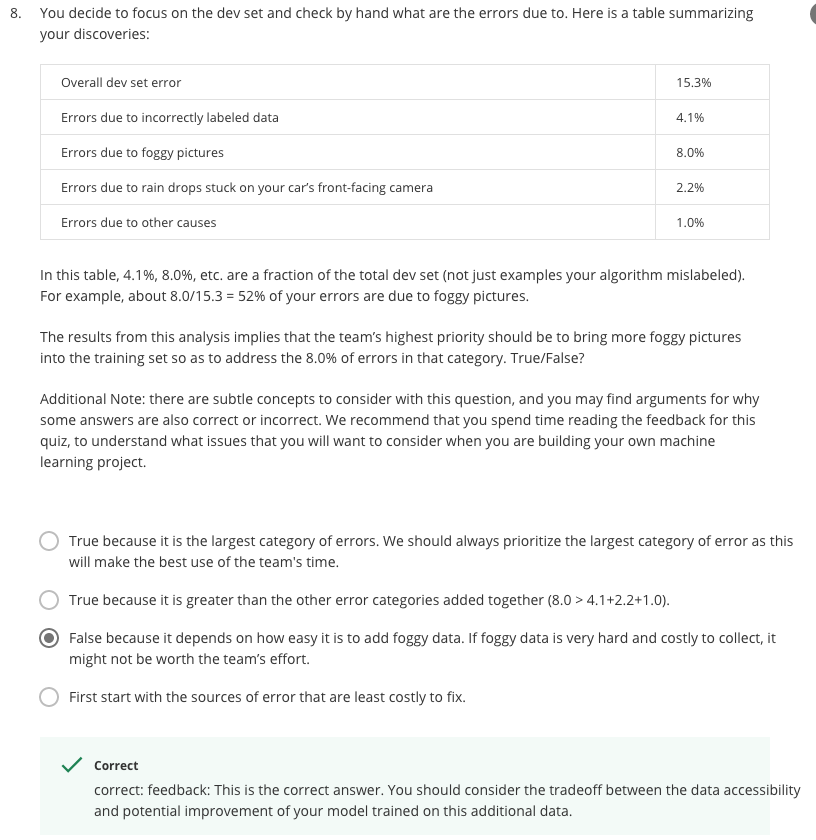 8. You decide to focus on the dev set and check by hand what are the errors due to. Here is a table summarizing
your discoveries:
Overall dev set error 15.3%
Errors due to incorrectly labeled data 4.1%
Errors due to foggy pictures 8.0%
Errors due to rain drops stuck on your car's front-facing camera 2.2%
Errors due to other causes 1.0%
In this table, 4.1%, 8.0%, etc. are a fraction of the total dev set (not just examples your algorithm mislabeled).
For example, about 8.0/15.3 = 52% of your errors are due to foggy pictures.
The results from this analysis implies that the team's highest priority should be to bring more foggy pictures
into the training set so as to address the 8.0% of errors in that category. True/False?
Additional Note: there are subtle concepts to consider with this question, and you may find arguments for why
some answers are also correct or incorrect. We recommend that you spend time reading the feedback for this
quiz, to understand what issues that you will want to consider when you are building your own machine
learning project.
True because it is the largest category of errors. We should always prioritize the largest category of error as this
will make the best use of the team's time.
True because it is greater than the other error categories added together (8.0 > 4.1+2.2+1.0).
False because it depends on how easy it is to add foggy data. If foggy data is very hard and costly to collect, it
might not be worth the team's effort.
First start with the sources of error that are least costly to fix.
Correct
correct: feedback: This is the correct answer. You should consider the tradeoff between the data accessibility
and potential improvement of your model trained on this additional data.